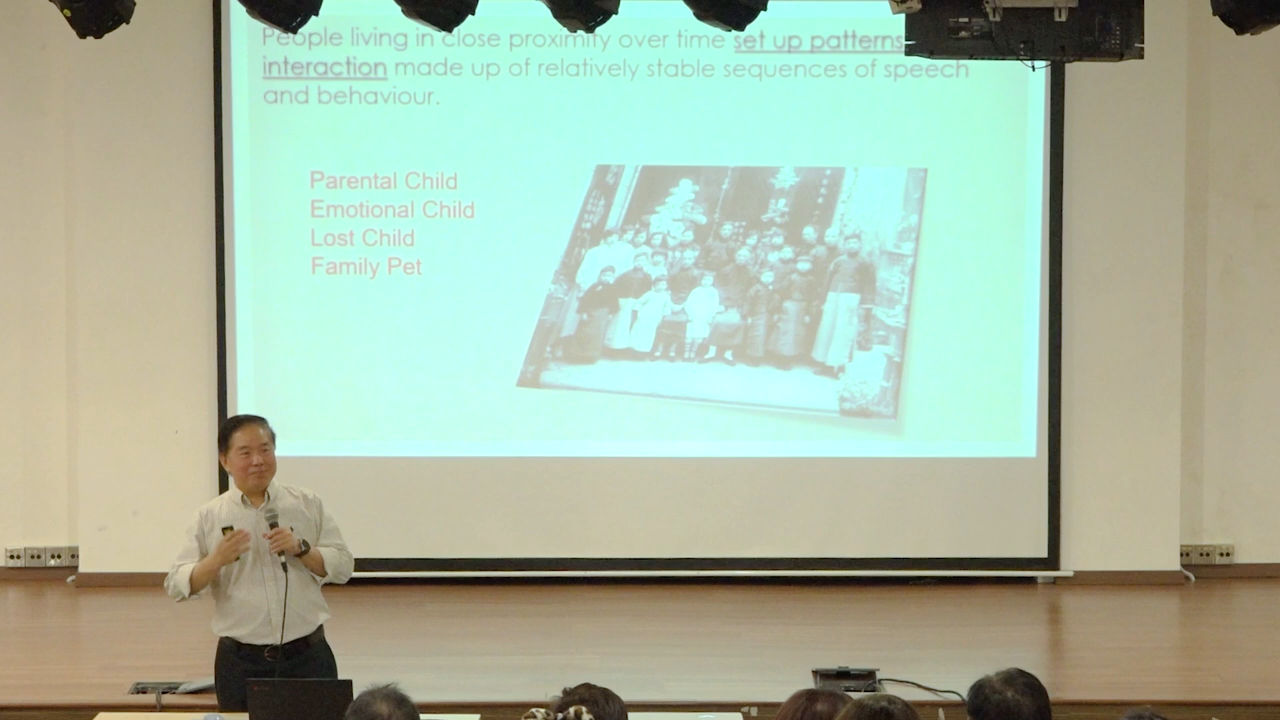 People living in close proximity over time set up patterns
interaction made up of relatively stable sequences of speech
and behaviour.
Parental Child
Emotional Child
Lost Child
Family Pet